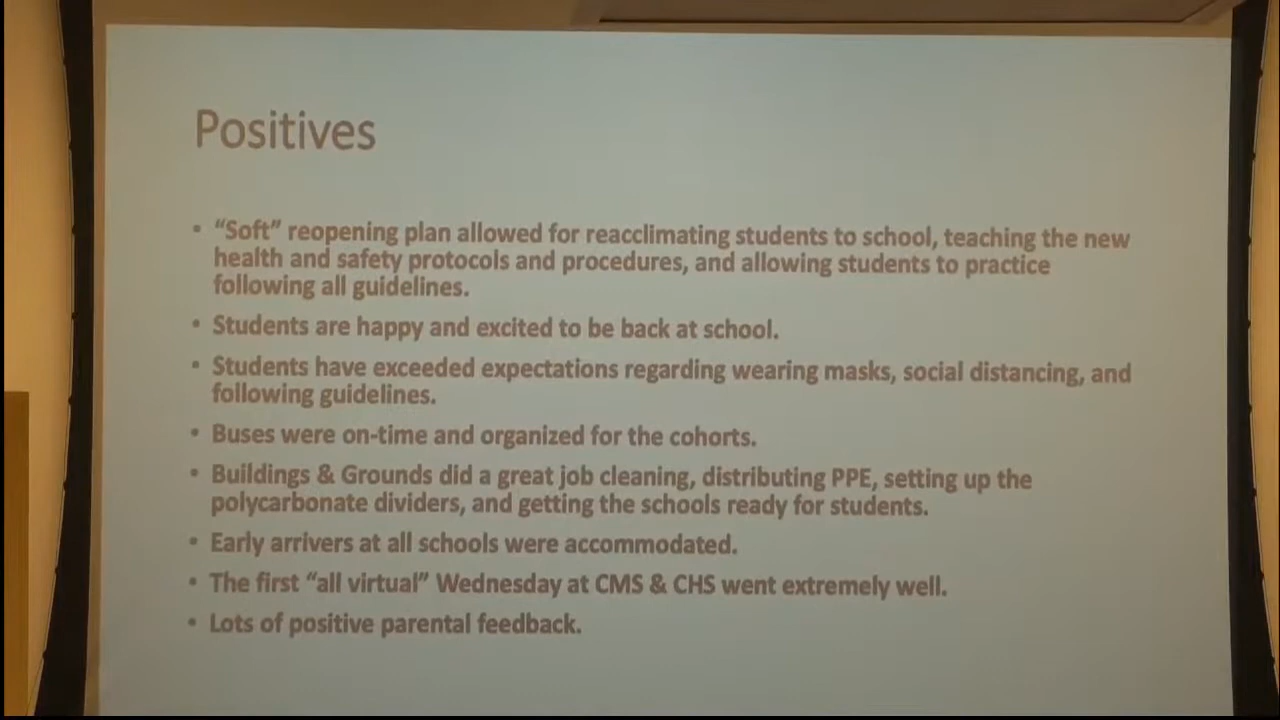 Positives
• “Soft” reopening plan allowed for reacclimating students to school, teaching the new
health and safety protocols and procedures, and allowing students to practice
following all guidelines.
• Students are happy and excited to be back at school.
• Students have exceeded expectations regarding wearing masks, social distancing, and
following guidelines.
• Buses were on-time and organized for the cohorts.
• Buildings & Grounds did a great job cleaning, distributing PPE, setting up the
polycarbonate dividers, and getting the schools ready for students.
• Early arrivers at all schools were accommodated.
• The first “all virtual” Wednesday at CMS & CHS went extremely well.
• Lots of positive parental feedback.